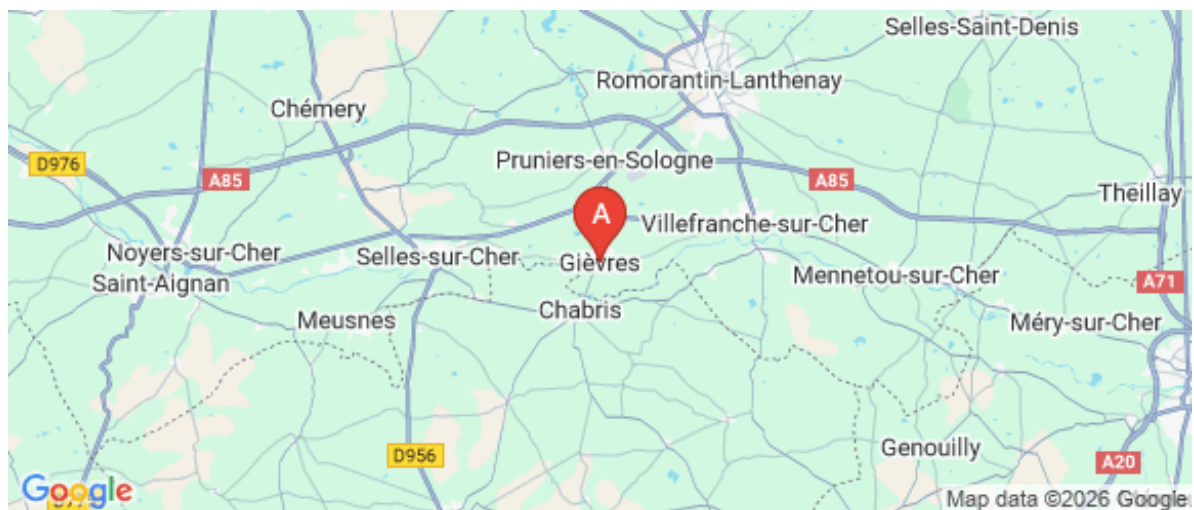 Selles-Saint-Denis
Romorantin-Lanthenay
Chémery
D976
A85
Pruniers-en-Sologne
A85
Theillay
A
Villefranche-sur-Cher
Noyers-sur-Cher
Selles-sur-Cher
Gièvres
Saint-Aignan
Mennetou-sur-Cher
A71
Chabris
Meusnes
Méry-sur-Cher
Genouilly
D956
A20
Google
Map data ©2026 Google